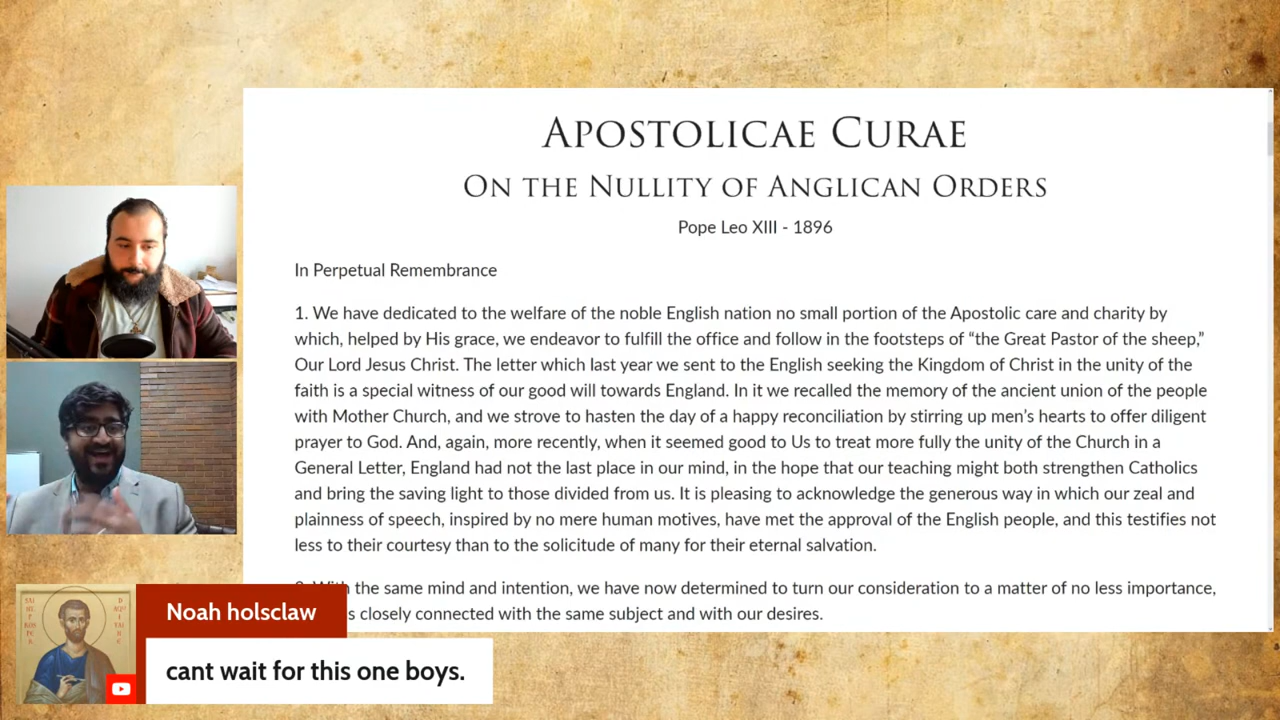 APOSTOLICAE CURAE
ON THE NULLITY OF ANGLICAN ORDERS
Pope Leo XIII - 1896
In Perpetual Remembrance
1. We have dedicated to the welfare of the noble English nation no small portion of the Apostolic care and charity by
which, helped by His grace, we endeavor to fulfill the office and follow in the footsteps of “the Great Pastor of the sheep,”
Our Lord Jesus Christ. The letter which last year we sent to the English seeking the Kingdom of Christ in the unity of the
faith is a special witness of our good will towards England. In it we recalled the memory of the ancient union of the people
with Mother Church, and we strove to hasten the day of a happy reconciliation by stirring up men’s hearts to offer diligent
prayer to God. And, again, more recently, when it seemed good to Us to treat more fully the unity of the Church in a
General Letter, England had not the last place in our mind, in the hope that our teaching might both strengthen Catholics
and bring the saving light to those divided from us. It is pleasing to acknowledge the generous way in which our zeal and
plainness of speech, inspired by no mere human motives, have met the approval of the English people, and this testifies not
less to their courtesy than to the solicitude of many for their eternal salvation.
the same mind and intention, we have now determined to turn our consideration to a matter of no less importance,
closely connected with the same subject and with our desires.
Noah holsclaw
cant wait for this one boys.